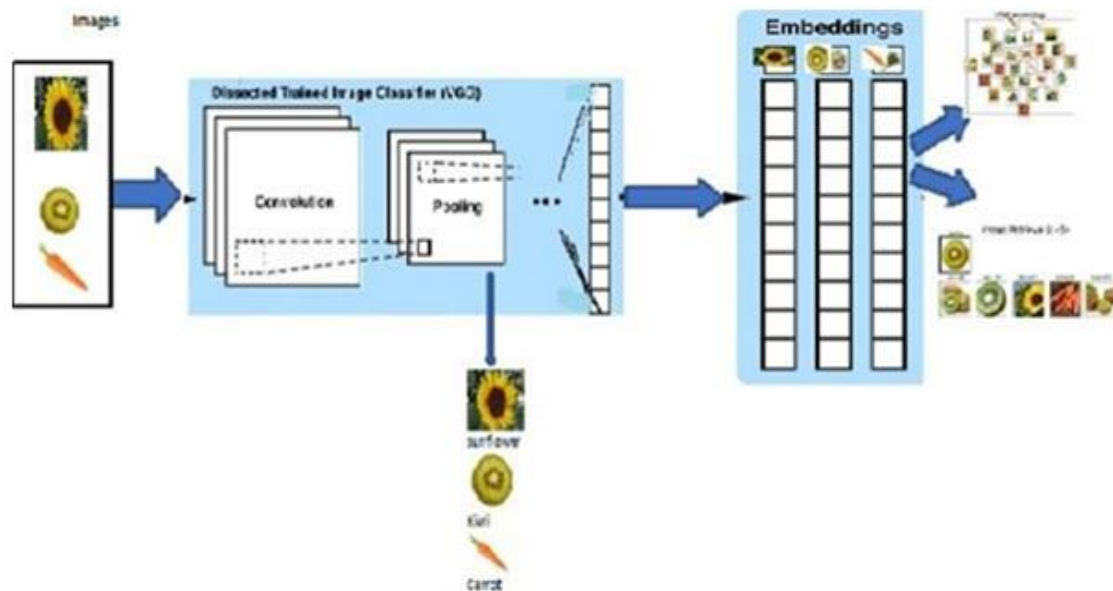 Images
Embeddings
Dissected Trained Image Classifier (VGG)
Convolution
Pooling
sunflower
Kiwi
Carrot